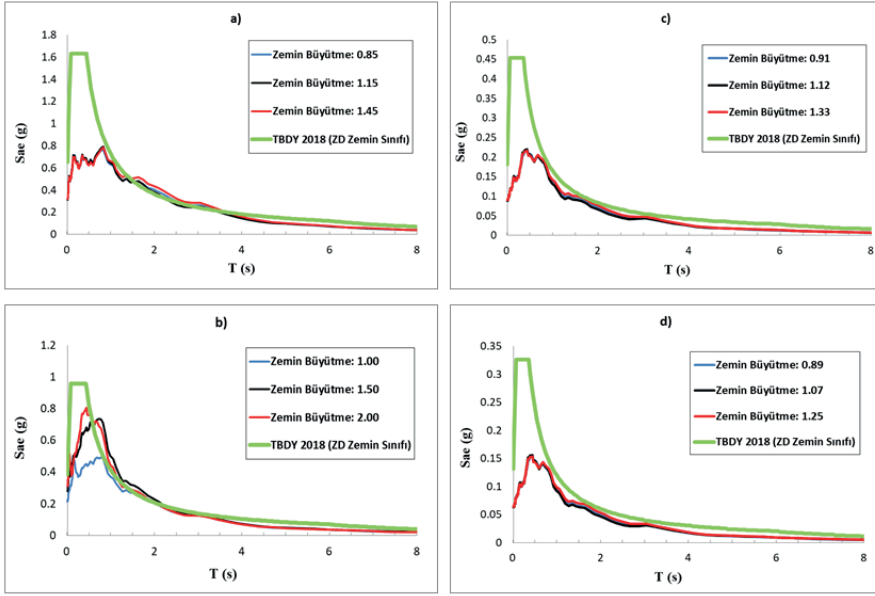 a)
1.8
1.6
1.4
1.2
1
0.8
0.6
0.4
0.2
0
Sae (g)
Zemin Büyütme: 0.85
Zemin Büyütme: 1.15
Zemin Büyütme: 1.45
TBDY 2018 (ZD Zemin Sınıfı)
0 2 4 6 8
T (s)
c)
0.5
0.45
0.4
0.35
0.3
0.25
0.2
0.15
0.1
0.05
0
Sae (g)
Zemin Büyütme: 0.91
Zemin Büyütme: 1.12
Zemin Büyütme: 1.33
TBDY 2018 (ZD Zemin Sınıfı)
0 2 4 6 8
T (s)
b)
1.2
1
0.8
0.6
0.4
0.2
0
Sae (g)
Zemin Büyütme: 1.00
Zemin Büyütme: 1.50
Zemin Büyütme: 2.00
TBDY 2018 (ZD Zemin Sınıfı)
0 2 4 6 8
T (s)
d)
0.35
0.3
0.25
0.2
0.15
0.1
0.05
0
Sae (g)
Zemin Büyütme: 0.89
Zemin Büyütme: 1.07
Zemin Büyütme: 1.25
TBDY 2018 (ZD Zemin Sınıfı)
0 2 4 6 8
T (s)